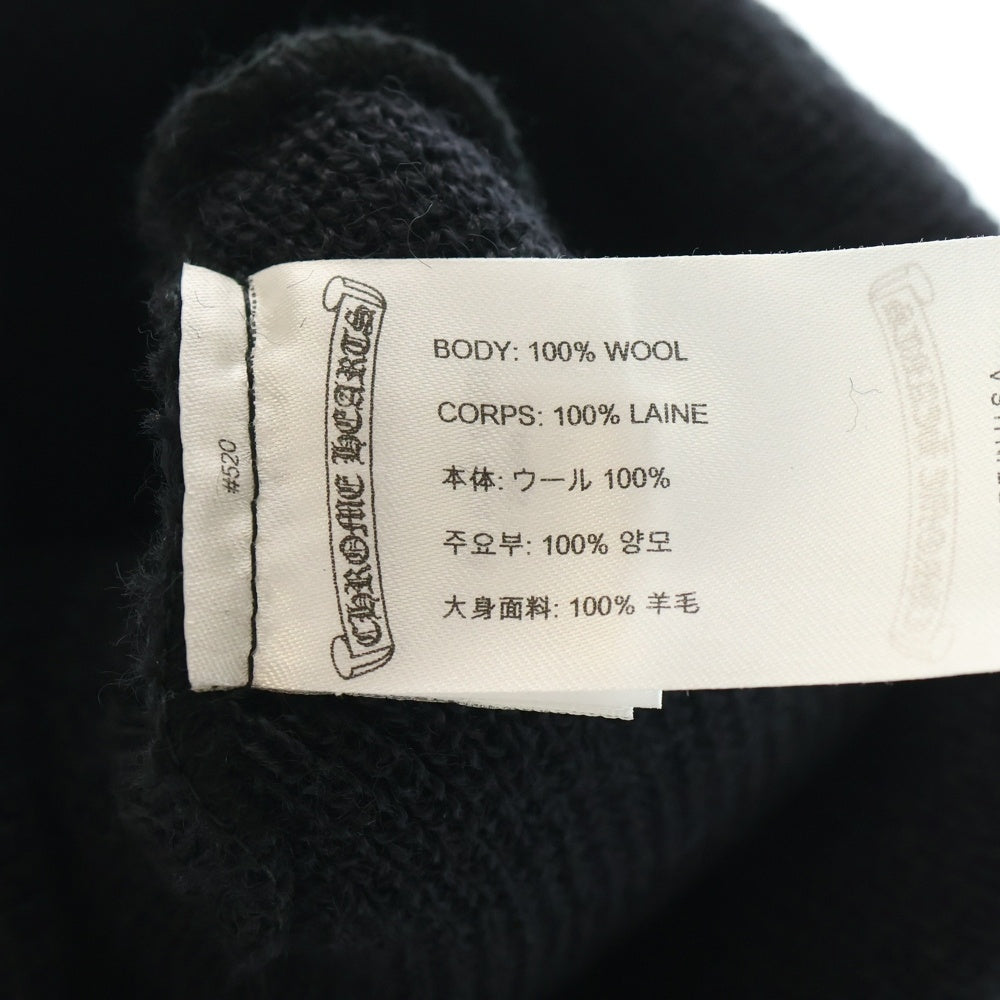 #520
CHROME HEARTS
BODY: 100% WOOL
CORPS: 100% LAINE
本体: ウール 100%
주요부: 100% 양모
大身面料: 100% 羊毛